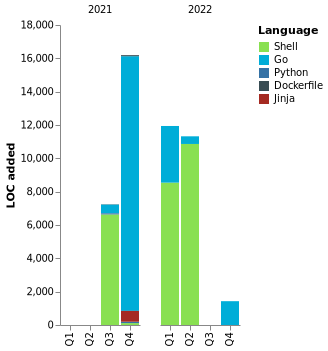 2021 2022
Language
Shell
Go
Python
Dockerfile
Jinja
LOC added
18,000
16,000
14,000
12,000
10,000
8,000
6,000
4,000
2,000
0
Q1 Q2 Q3 Q4 Q1 Q2 Q3 Q4